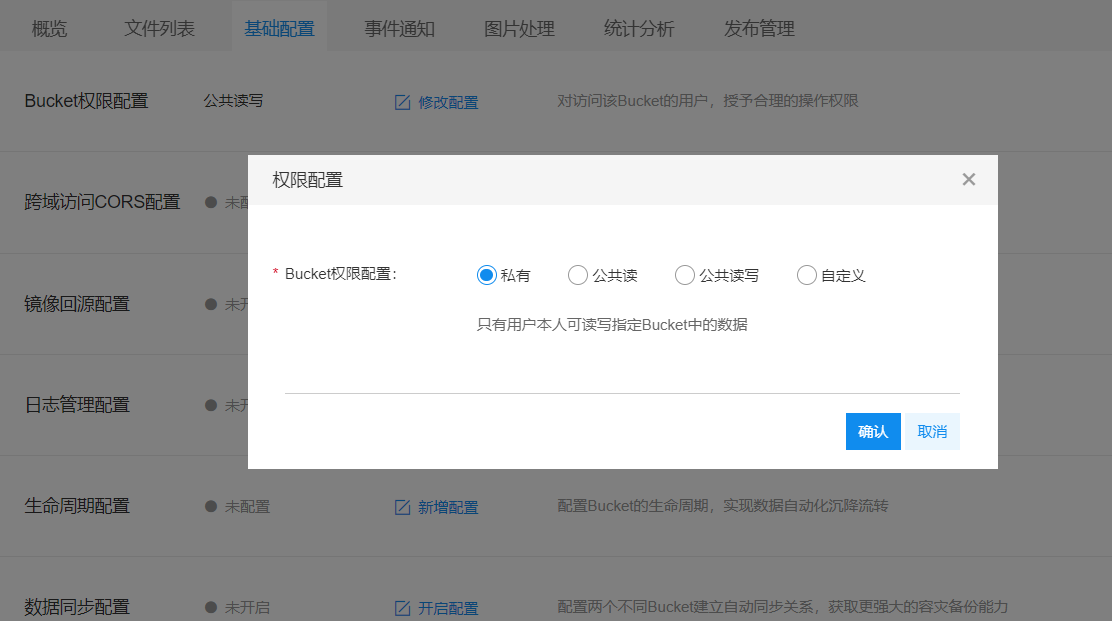 概览 文件列表 基础配置 事件通知 图片处理 统计分析 发布管理
Bucket权限配置 公共读写 修改配置 对访问该Bucket的用户，授予合理的操作权限
权限配置
跨域访问CORS配置 未配
* Bucket权限配置: 私有 公共读 公共读写 自定义
镜像回源配置 未开
只有用户本人可读写指定Bucket中的数据
日志管理配置 未开
确认 取消
生命周期配置 未配置 新增配置 配置Bucket的生命周期，实现数据自动化沉降流转
数据同步配置 未开启 开启配置 配置两个不同Bucket建立自动同步关系，获取更强大的容灾备份能力